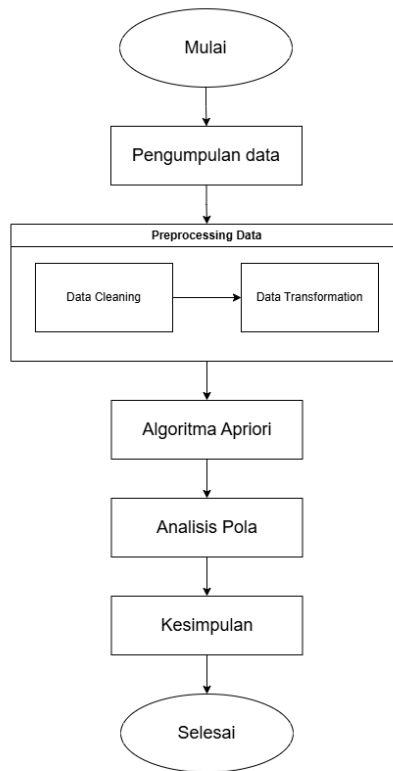 Mulai
Pengumpulan data
Preprocessing Data
Data Cleaning
Data Transformation
Algoritma Apriori
Analisis Pola
Kesimpulan
Selesai